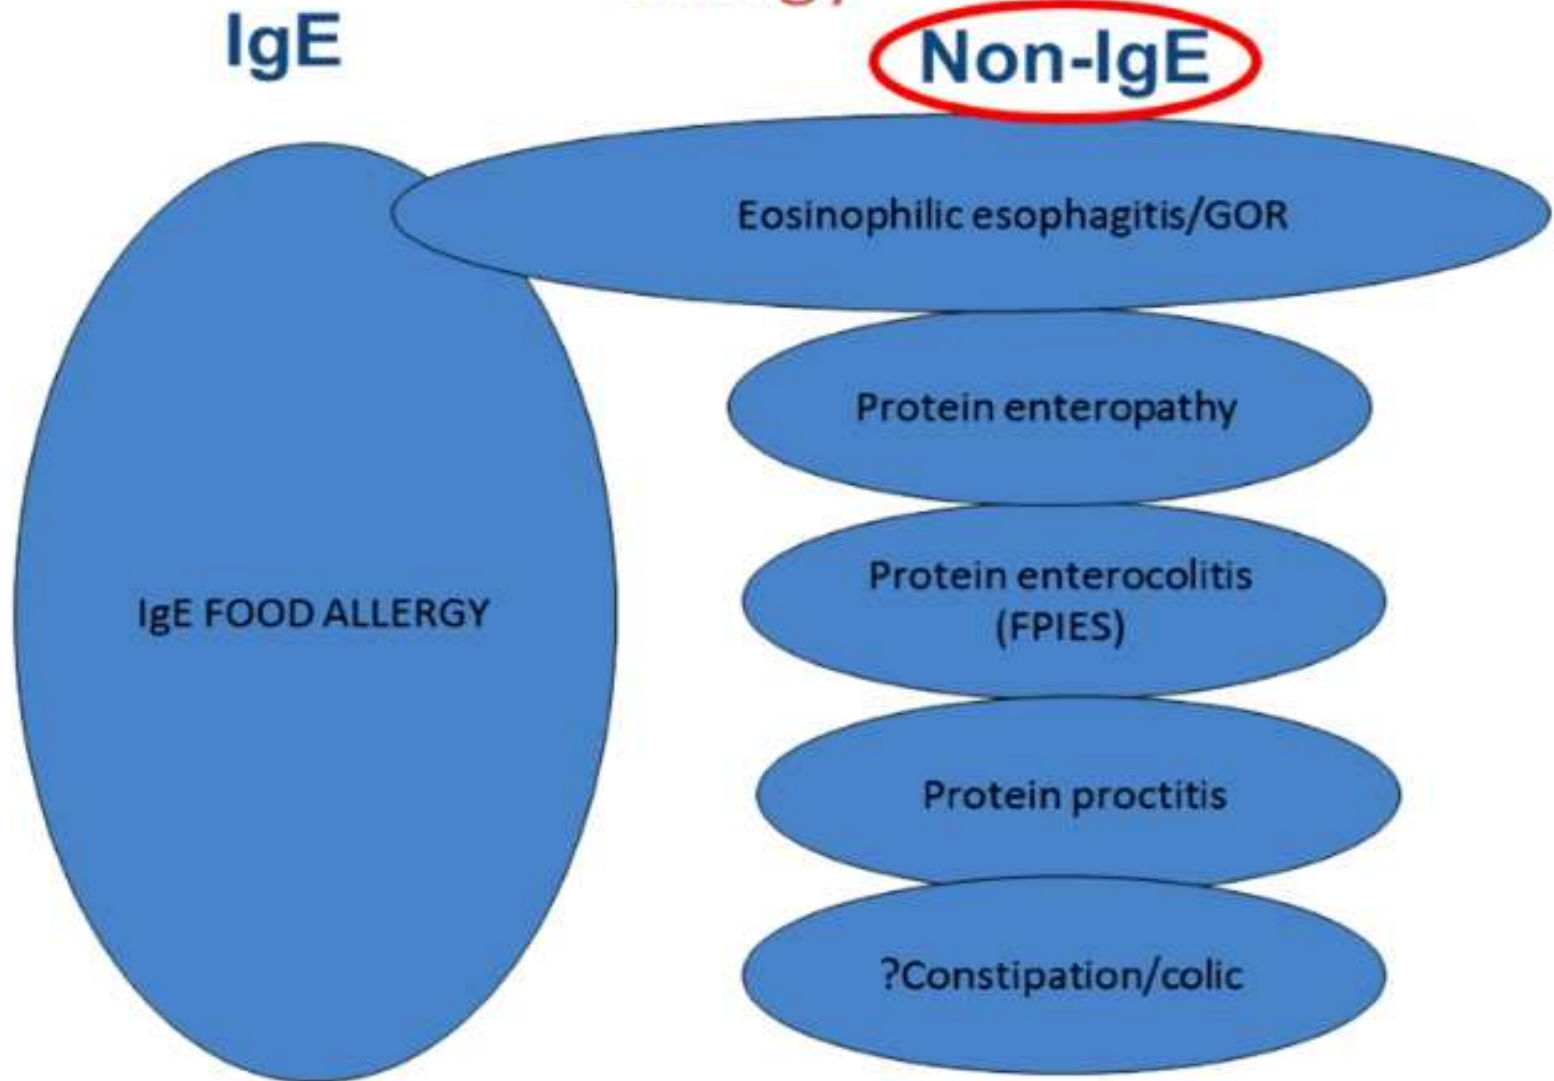 IgE
Non-IgE
Eosinophilic esophagitis/GOR
Protein enteropathy
IgE FOOD ALLERGY
Protein enterocolitis
(FPIES)
Protein proctitis
?Constipation/colic